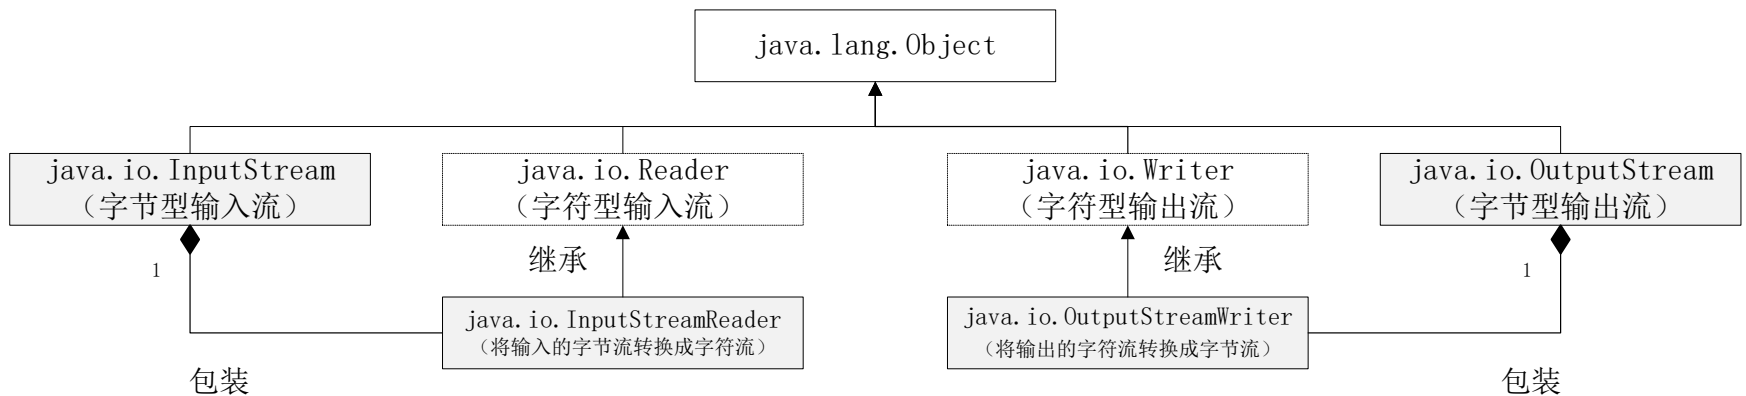 java.lang.Object
java.io.InputStream
（字节型输入流）
java.io.Reader
（字符型输入流）
java.io.Writer
（字符型输出流）
java.io.OutputStream
（字节型输出流）
1
继承
继承
1
java.io.InputStreamReader
（将输入的字节流转换成字符流）
java.io.OutputStreamWriter
（将输出的字符流转换成字节流）
包装
包装